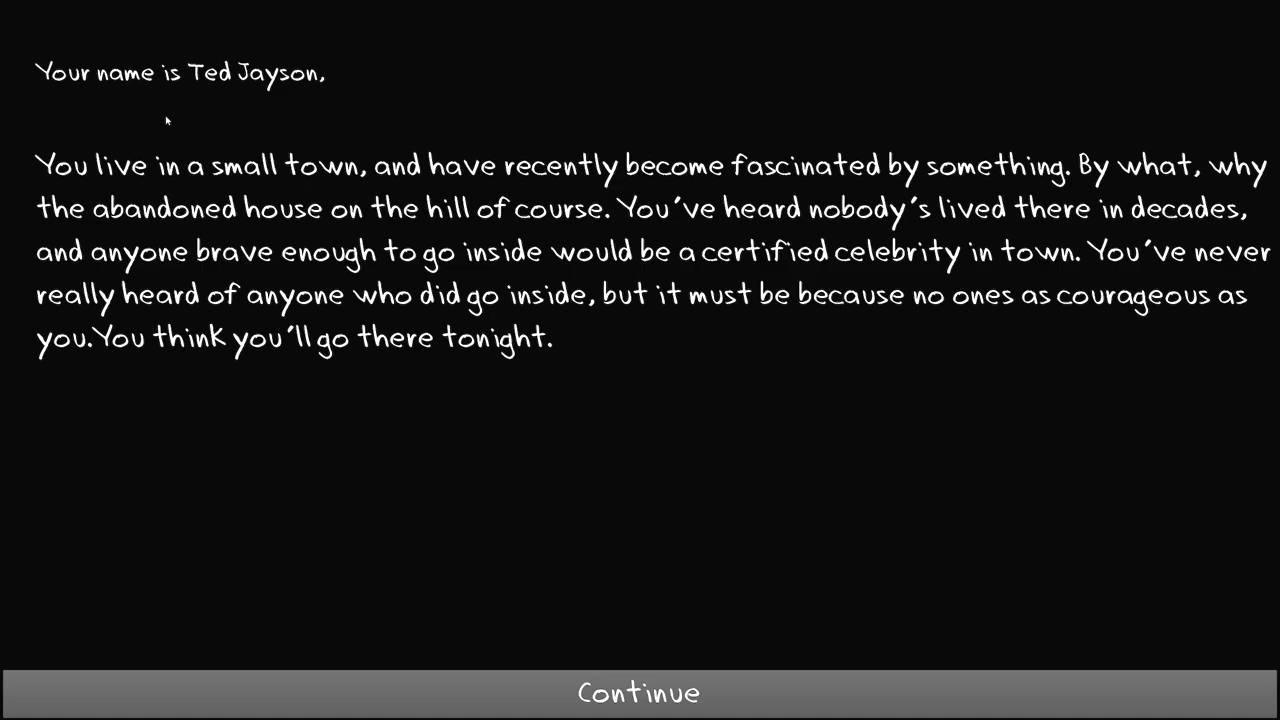 Your name is Ted Jayson,
You live in a small town, and have recently become fascinated by something. By what, why
the abandoned house on the hill of course. You've heard nobody's lived there in decades,
and anyone brave enough to go inside would be a certified celebrity in town. You've never
really heard of anyone who did go inside, but it must be because no ones as courageous as
you.You think you'll go there tonight.
Continue